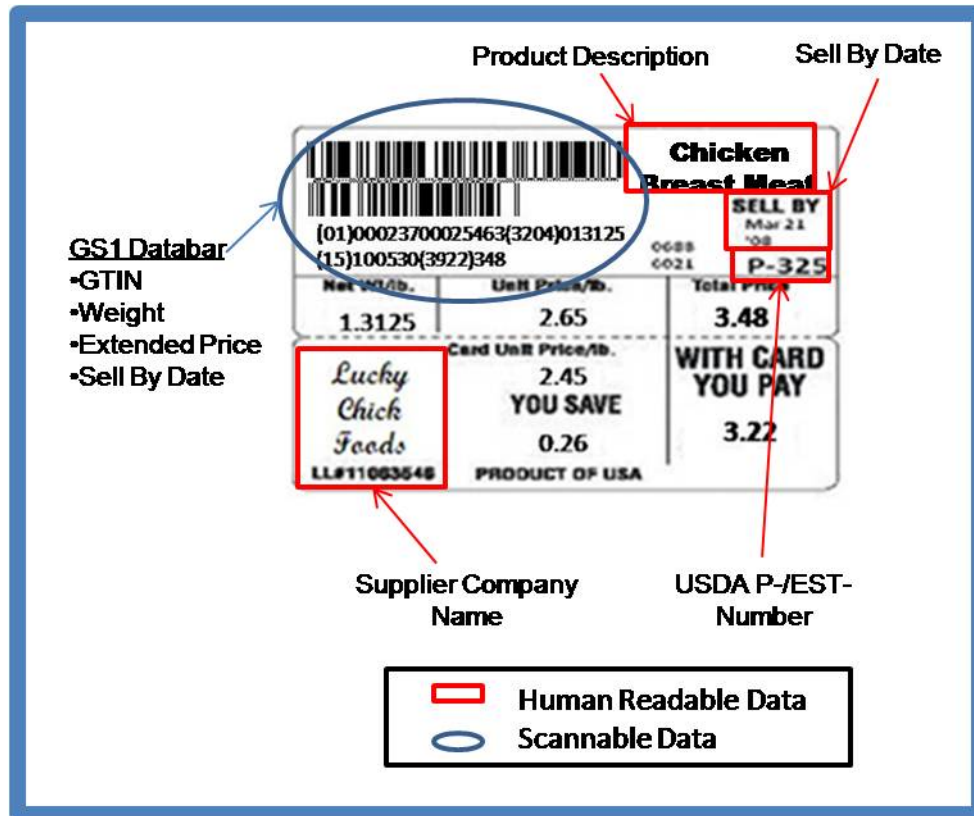 Product Description
Sell By Date
Chicken
Breast Meat
SELL BY
Mar 21
'08
(01)00023700025463(3204)013125
(15)100530(3922)348
0688
0021
P-325
GS1 Databar
•GTIN
•Weight
•Extended Price
•Sell By Date
Net Wt/lb.
Unit Price/lb.
Total Price
1.3125
2.65
3.48
Card Unit Price/lb.
WITH CARD
YOU PAY
Lucky
Chick
Foods
2.45
YOU SAVE
0.26
3.22
LL#11063546
PRODUCT OF USA
Supplier Company
Name
USDA P-/EST-
Number
Human Readable Data
Scannable Data